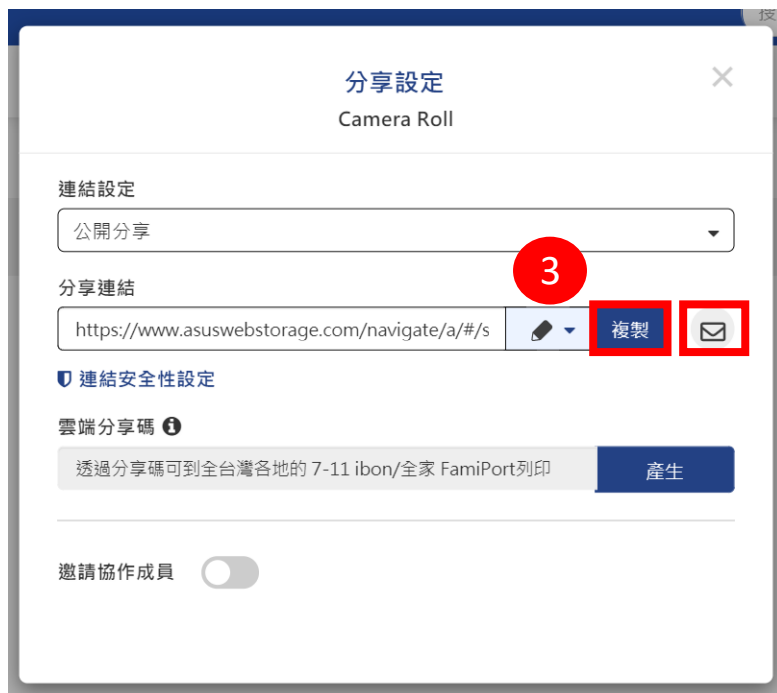 分享設定
Camera Roll
連結設定
公開分享
3
分享連結
https://www.asuswebstorage.com/navigate/a/#/s
複製
連結安全性設定
雲端分享碼
透過分享碼可到全台灣各地的 7-11 ibon/全家 FamiPort列印
產生
邀請協作成員